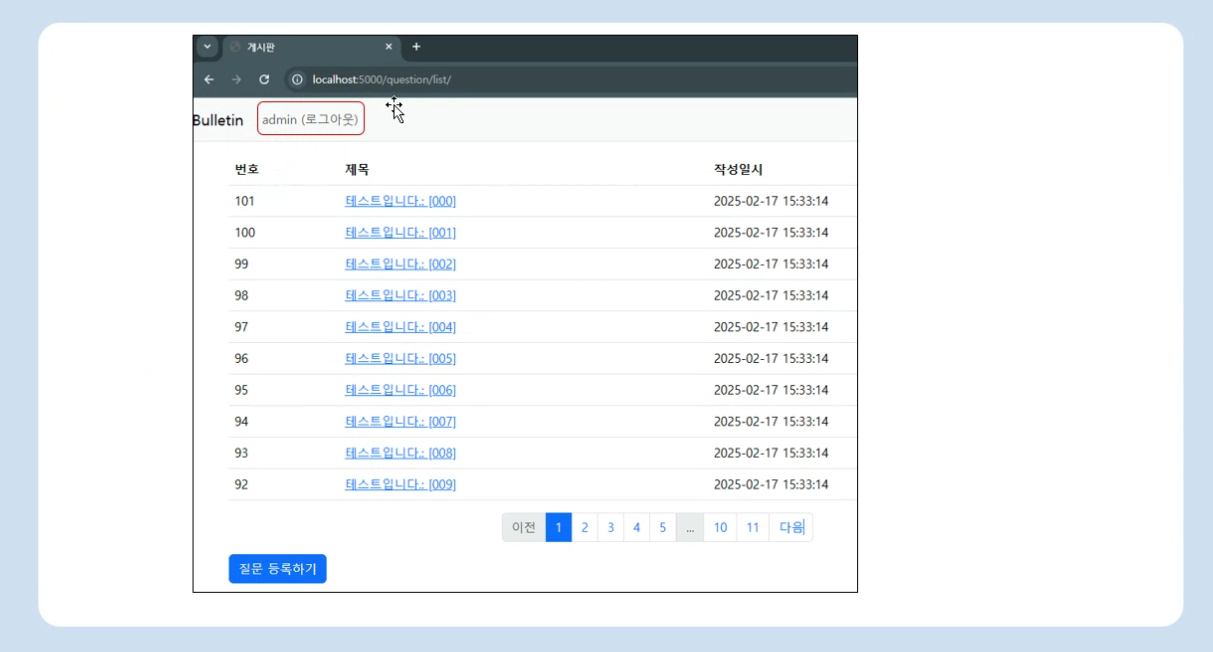 게시판
localhost:5000/question/list/
Bulletin admin (로그아웃)
번호 제목 작성일시
101 테스트입니다.: [000] 2025-02-17 15:33:14
100 테스트입니다.: [001] 2025-02-17 15:33:14
99 테스트입니다.: [002] 2025-02-17 15:33:14
98 테스트입니다.: [003] 2025-02-17 15:33:14
97 테스트입니다.: [004] 2025-02-17 15:33:14
96 테스트입니다.: [005] 2025-02-17 15:33:14
95 테스트입니다.: [006] 2025-02-17 15:33:14
94 테스트입니다.: [007] 2025-02-17 15:33:14
93 테스트입니다.: [008] 2025-02-17 15:33:14
92 테스트입니다.: [009] 2025-02-17 15:33:14
이전 1 2 3 4 5 ... 10 11 다음
질문 등록하기